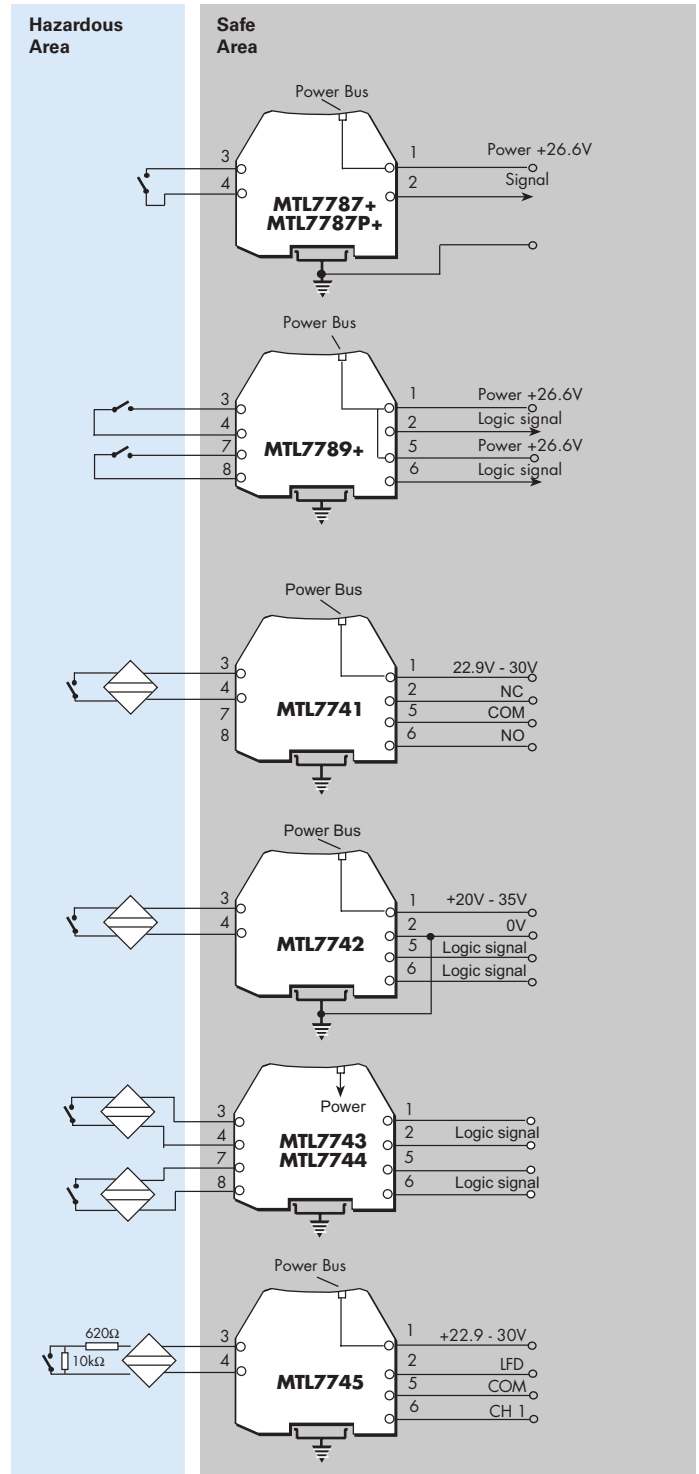 Hazardous
Area
Safe
Area
Power Bus
3
4
MTL7787+
MTL7787P+
1
Power +26.6V
2
Signal
Power Bus
3
4
7
8
MTL7789+
1
Power +26.6V
2
Logic signal
5
Power +26.6V
6
Logic signal
Power Bus
3
4
7
8
MTL7741
1
22.9V - 30V
2
NC
5
COM
6
NO
Power Bus
3
4
MTL7742
1
+20V - 35V
2
0V
5
Logic signal
6
Logic signal
Power
3
4
7
8
MTL7743
MTL7744
1
2
Logic signal
5
6
Logic signal
Power Bus
620Ω
10kΩ
3
4
MTL7745
1
+22.9 - 30V
2
LFD
5
COM
6
CH 1